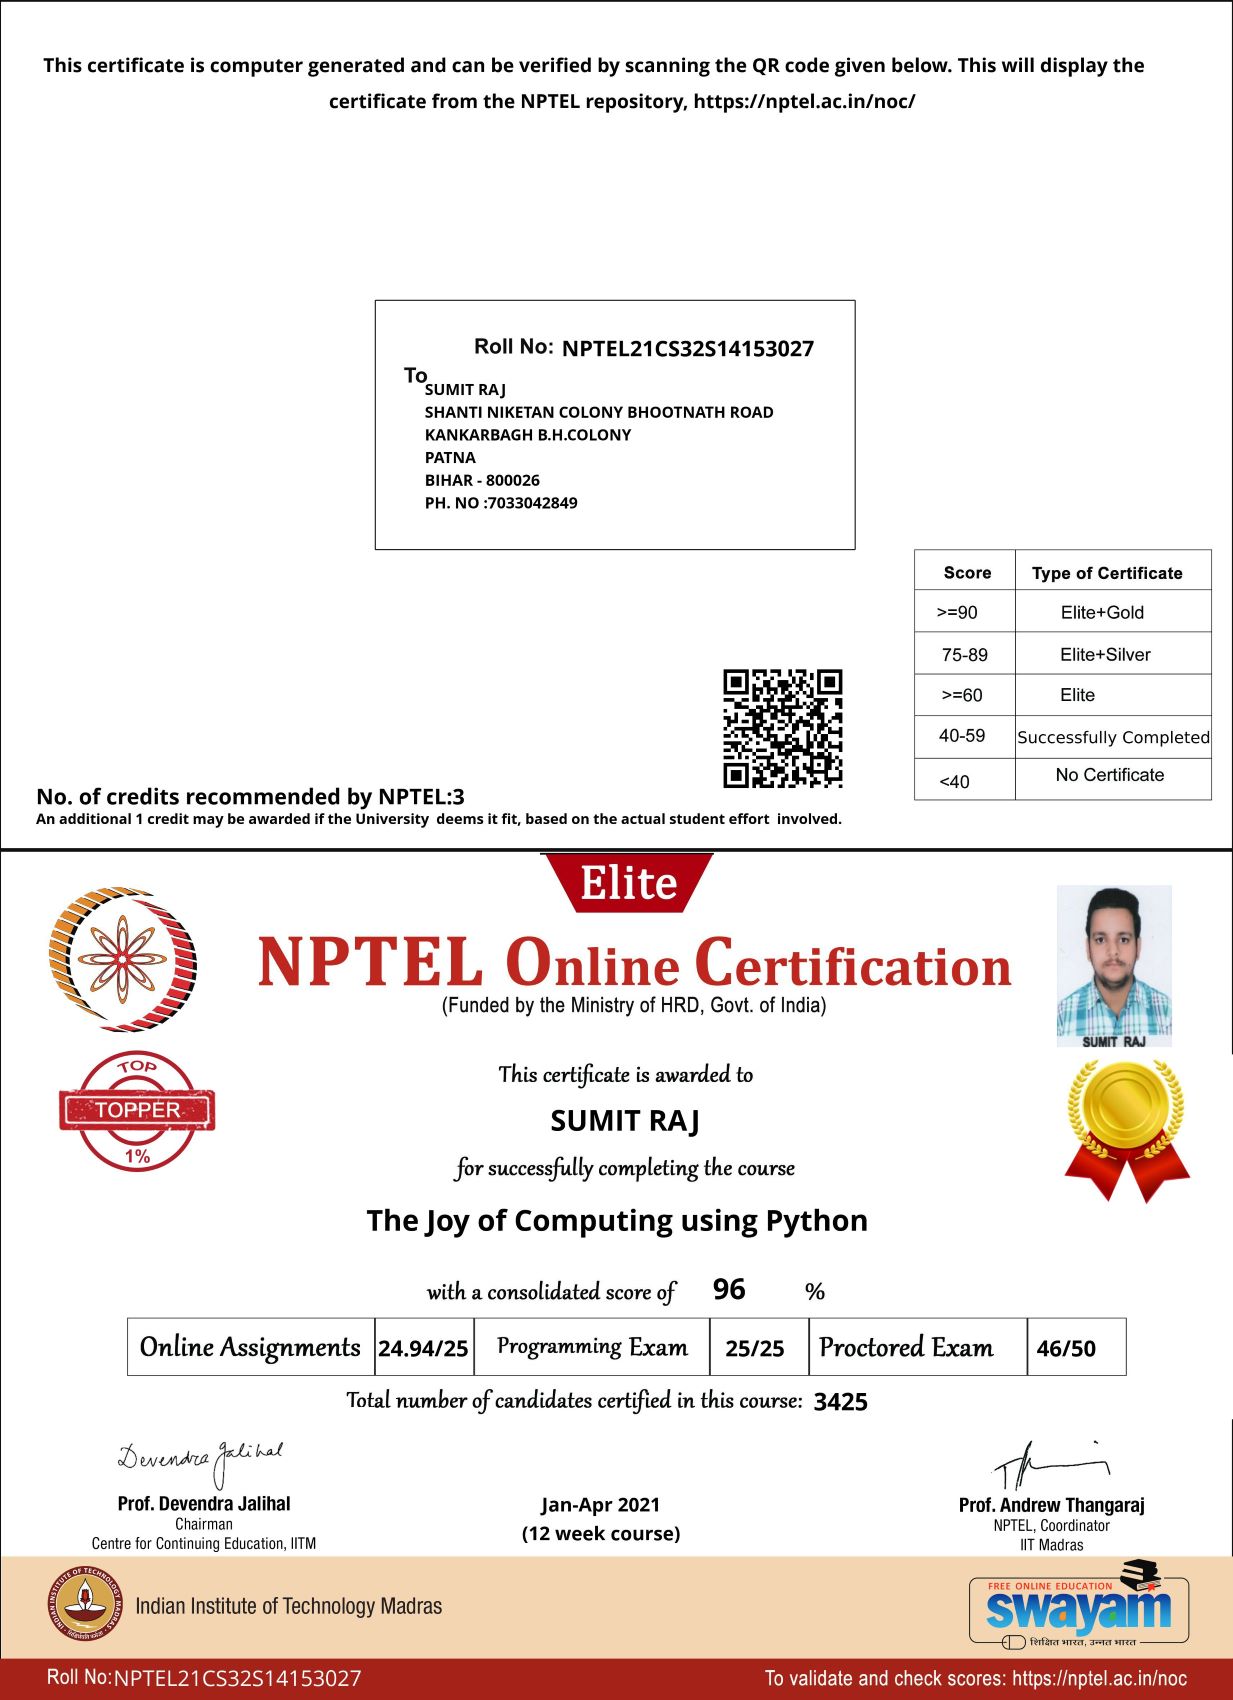 This certificate is computer generated and can be verified by scanning the QR code given below. This will display the
certificate from the NPTEL repository, https://nptel.ac.in/noc/
Roll No: NPTEL21CS32S14153027
To
SUMIT RAJ
SHANTI NIKETAN COLONY BHOOTNATH ROAD
KANKARBAGH B.H.COLONY
PATNA
BIHAR - 800026
PH. NO :7033042849
Score Type of Certificate
>=90 Elite+Gold
75-89 Elite+Silver
>=60 Elite
40-59 Successfully Completed
<40 No Certificate
No. of credits recommended by NPTEL:3
An additional 1 credit may be awarded if the University deems it fit, based on the actual student effort involved.
Elite
NPTEL Online Certification
(Funded by the Ministry of HRD, Govt. of India)
SUMIT RAJ
TOP
TOPPER
1%
This certificate is awarded to
SUMIT RAJ
for successfully completing the course
The Joy of Computing using Python
with a consolidated score of 96 %
Online Assignments 24.94/25 Programming Exam 25/25 Proctored Exam 46/50
Total number of candidates certified in this course: 3425
Devendra Jalihal
Prof. Devendra Jalihal
Chairman
Centre for Continuing Education, IITM
Jan-Apr 2021
(12 week course)
Prof. Andrew Thangaraj
NPTEL, Coordinator
IIT Madras
INDIAN INSTITUTE OF TECHNOLOGY MADRAS
Indian Institute of Technology Madras
FREE ONLINE EDUCATION
swayam
शिक्षित भारत, उन्नत भारत
Roll No:NPTEL21CS32S14153027
To validate and check scores: https://nptel.ac.in/noc